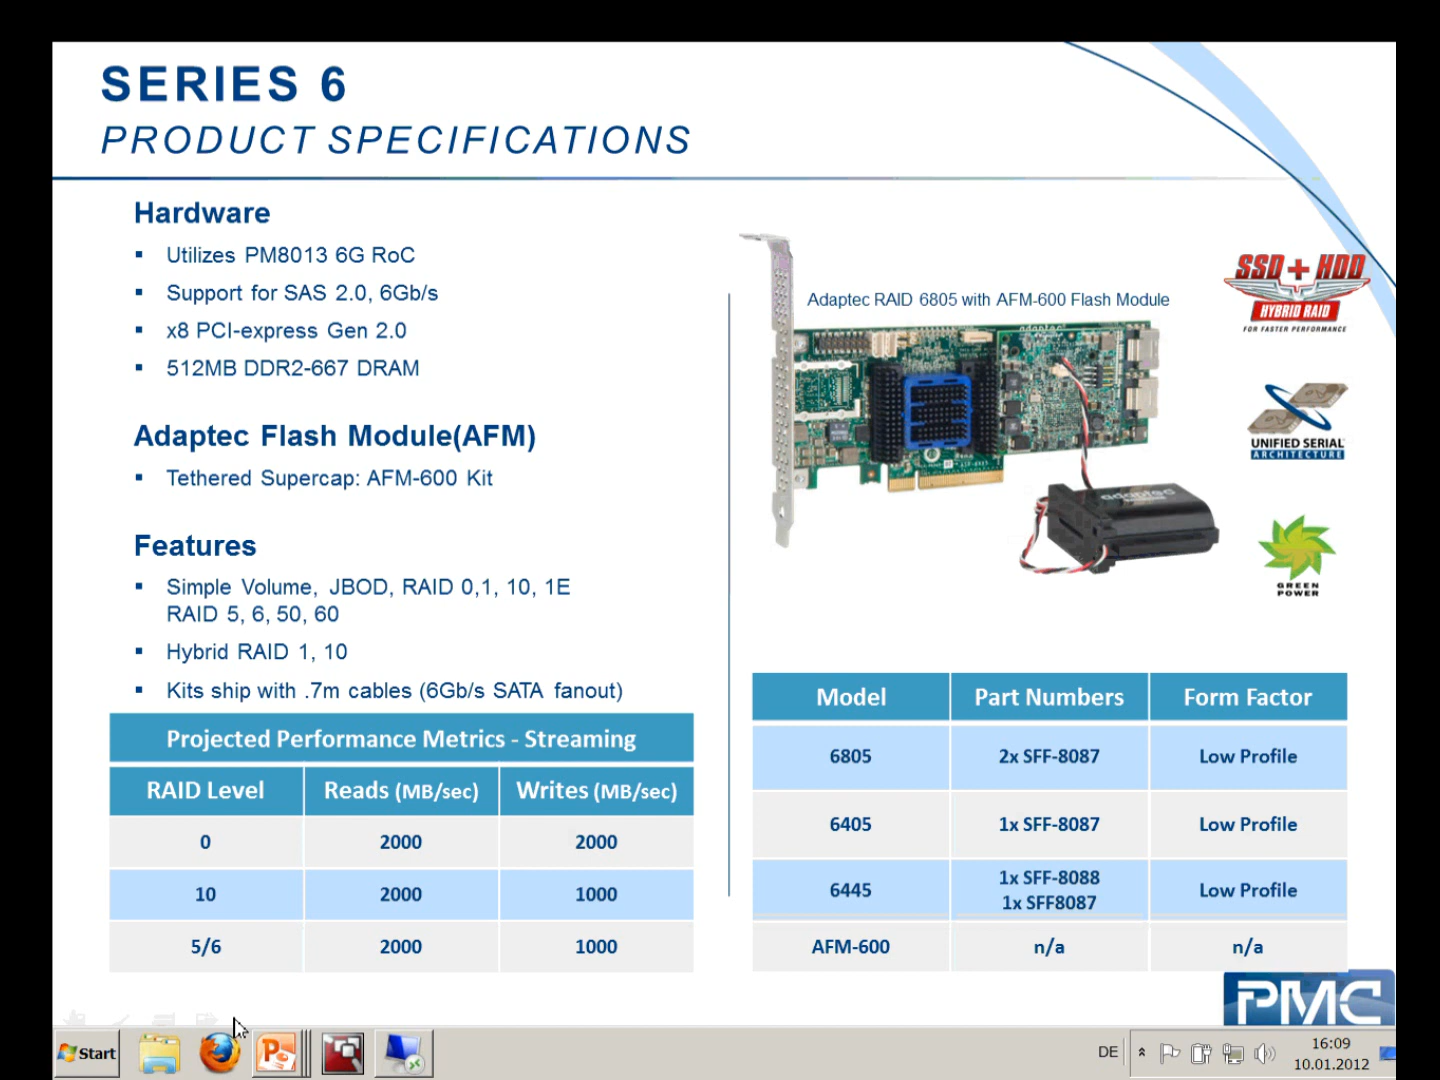 SERIES 6
PRODUCT SPECIFICATIONS
Hardware
▪ Utilizes PM8013 6G RoC
▪ Support for SAS 2.0, 6Gb/s
▪ x8 PCI-express Gen 2.0
▪ 512MB DDR2-667 DRAM
Adaptec Flash Module(AFM)
▪ Tethered Supercap: AFM-600 Kit
Features
▪ Simple Volume, JBOD, RAID 0,1, 10, 1E
RAID 5, 6, 50, 60
▪ Hybrid RAID 1, 10
▪ Kits ship with .7m cables (6Gb/s SATA fanout)
Projected Performance Metrics - Streaming
RAID Level Reads (MB/sec) Writes (MB/sec)
0 2000 2000
10 2000 1000
5/6 2000 1000
Adaptec RAID 6805 with AFM-600 Flash Module
adaptec
adaptec
SSD + HDD
HYBRID RAID
FOR FASTER PERFORMANCE
UNIFIED SERIAL
ARCHITECTURE
GREEN
POWER
Model Part Numbers Form Factor
6805 2x SFF-8087 Low Profile
6405 1x SFF-8087 Low Profile
6445 1x SFF-8088
1x SFF8087 Low Profile
AFM-600 n/a n/a
PMC
Start
DE
16:09
10.01.2012